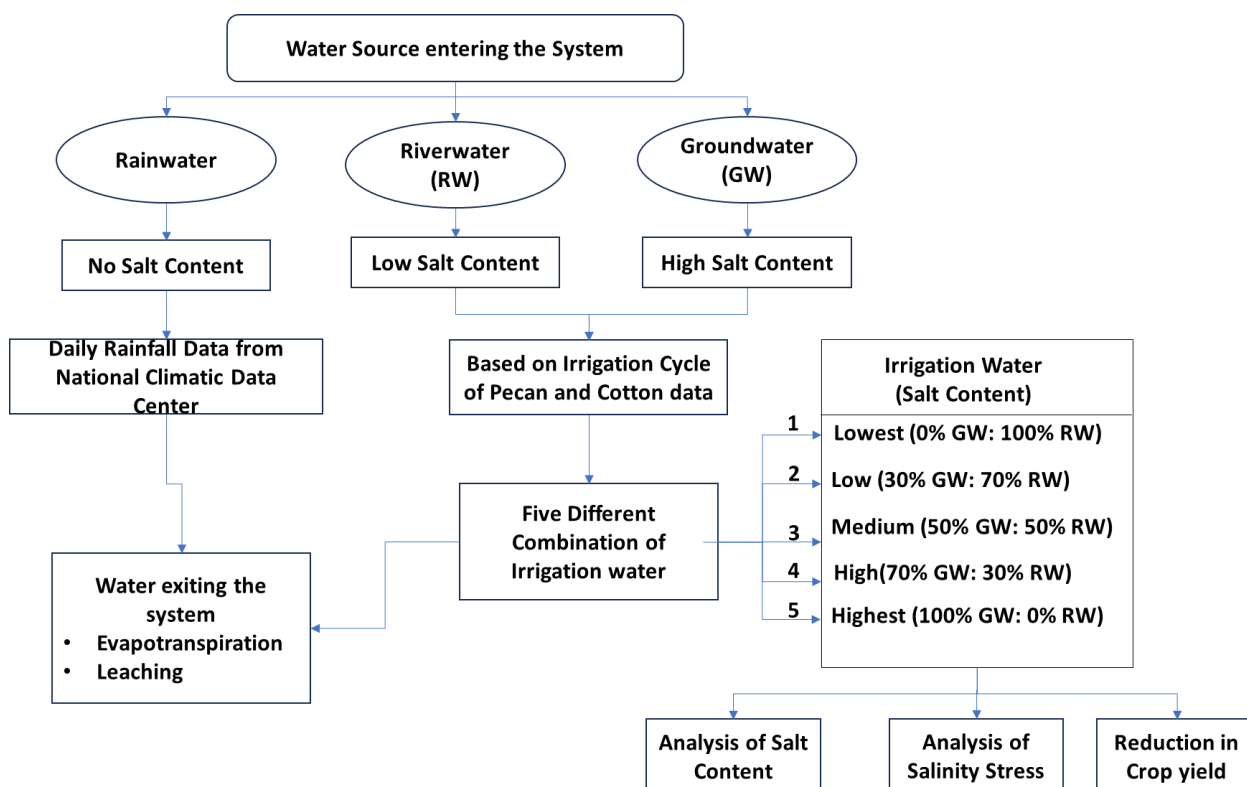 Water Source entering the System
Rainwater
Riverwater
(RW)
Groundwater
(GW)
No Salt Content
Low Salt Content
High Salt Content
Daily Rainfall Data from
National Climatic Data
Center
Based on Irrigation Cycle
of Pecan and Cotton data
Irrigation Water
(Salt Content)
1
Lowest (0% GW: 100% RW)
2
Low (30% GW: 70% RW)
3
Medium (50% GW: 50% RW)
4
High(70% GW: 30% RW)
5
Highest (100% GW: 0% RW)
Five Different
Combination of
Irrigation water
Water exiting the
system
• Evapotranspiration
• Leaching
Analysis of Salt
Content
Analysis of
Salinity Stress
Reduction in
Crop yield